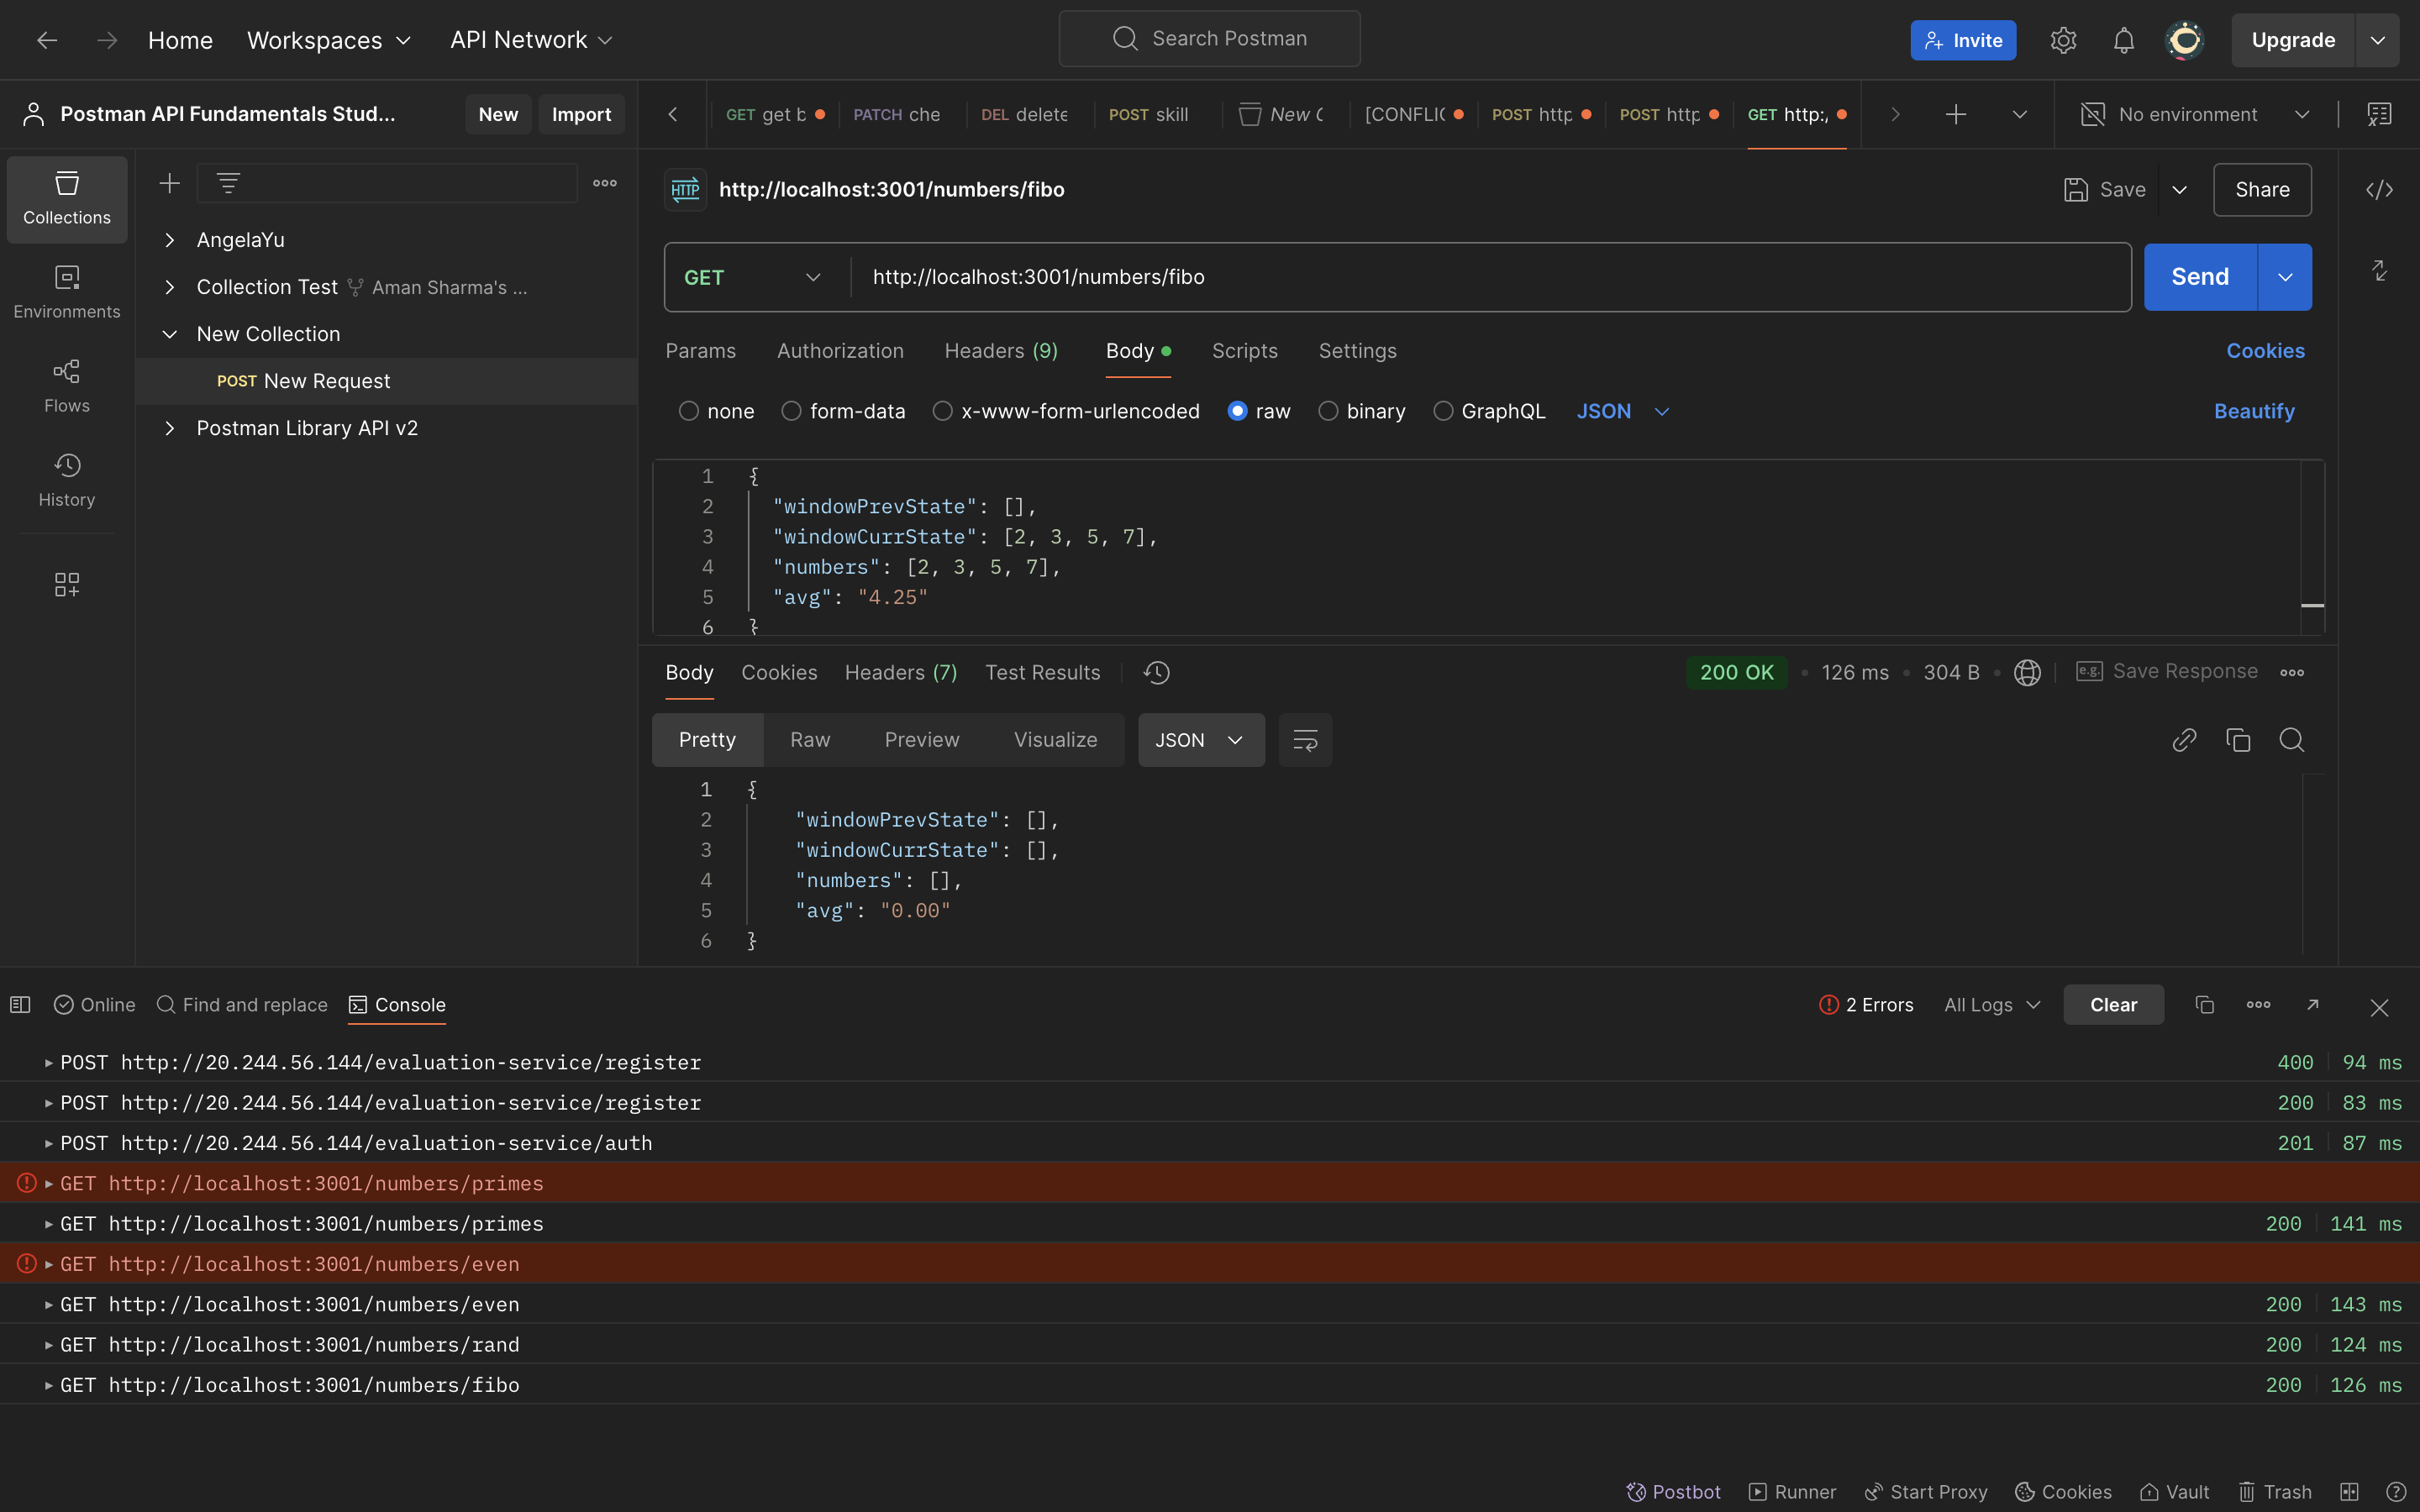 Home Workspaces API Network Search Postman Invite Upgrade
Postman API Fundamentals Stud... New Import
GET get b PATCH che DEL delete POST skill New C [CONFLIC POST http POST http GET http:/ No environment
Collections
Environments
Flows
History
AngelaYu
Collection Test Aman Sharma's ...
New Collection
POST New Request
Postman Library API v2
HTTP http://localhost:3001/numbers/fibo Save Share
GET http://localhost:3001/numbers/fibo Send
Params Authorization Headers (9) Body Scripts Settings Cookies
none form-data x-www-form-urlencoded raw binary GraphQL JSON Beautify
1 {
2 "windowPrevState": [],
3 "windowCurrState": [2, 3, 5, 7],
4 "numbers": [2, 3, 5, 7],
5 "avg": "4.25"
6 }
Body Cookies Headers (7) Test Results 200 OK 126 ms 304 B e.g. Save Response
Pretty Raw Preview Visualize JSON
1 {
2 "windowPrevState": [],
3 "windowCurrState": [],
4 "numbers": [],
5 "avg": "0.00"
6 }
Online Find and replace Console 2 Errors All Logs Clear
POST http://20.244.56.144/evaluation-service/register 400 94 ms
POST http://20.244.56.144/evaluation-service/register 200 83 ms
POST http://20.244.56.144/evaluation-service/auth 201 87 ms
GET http://localhost:3001/numbers/primes
GET http://localhost:3001/numbers/primes 200 141 ms
GET http://localhost:3001/numbers/even
GET http://localhost:3001/numbers/even 200 143 ms
GET http://localhost:3001/numbers/rand 200 124 ms
GET http://localhost:3001/numbers/fibo 200 126 ms
Postbot Runner Start Proxy Cookies Vault Trash